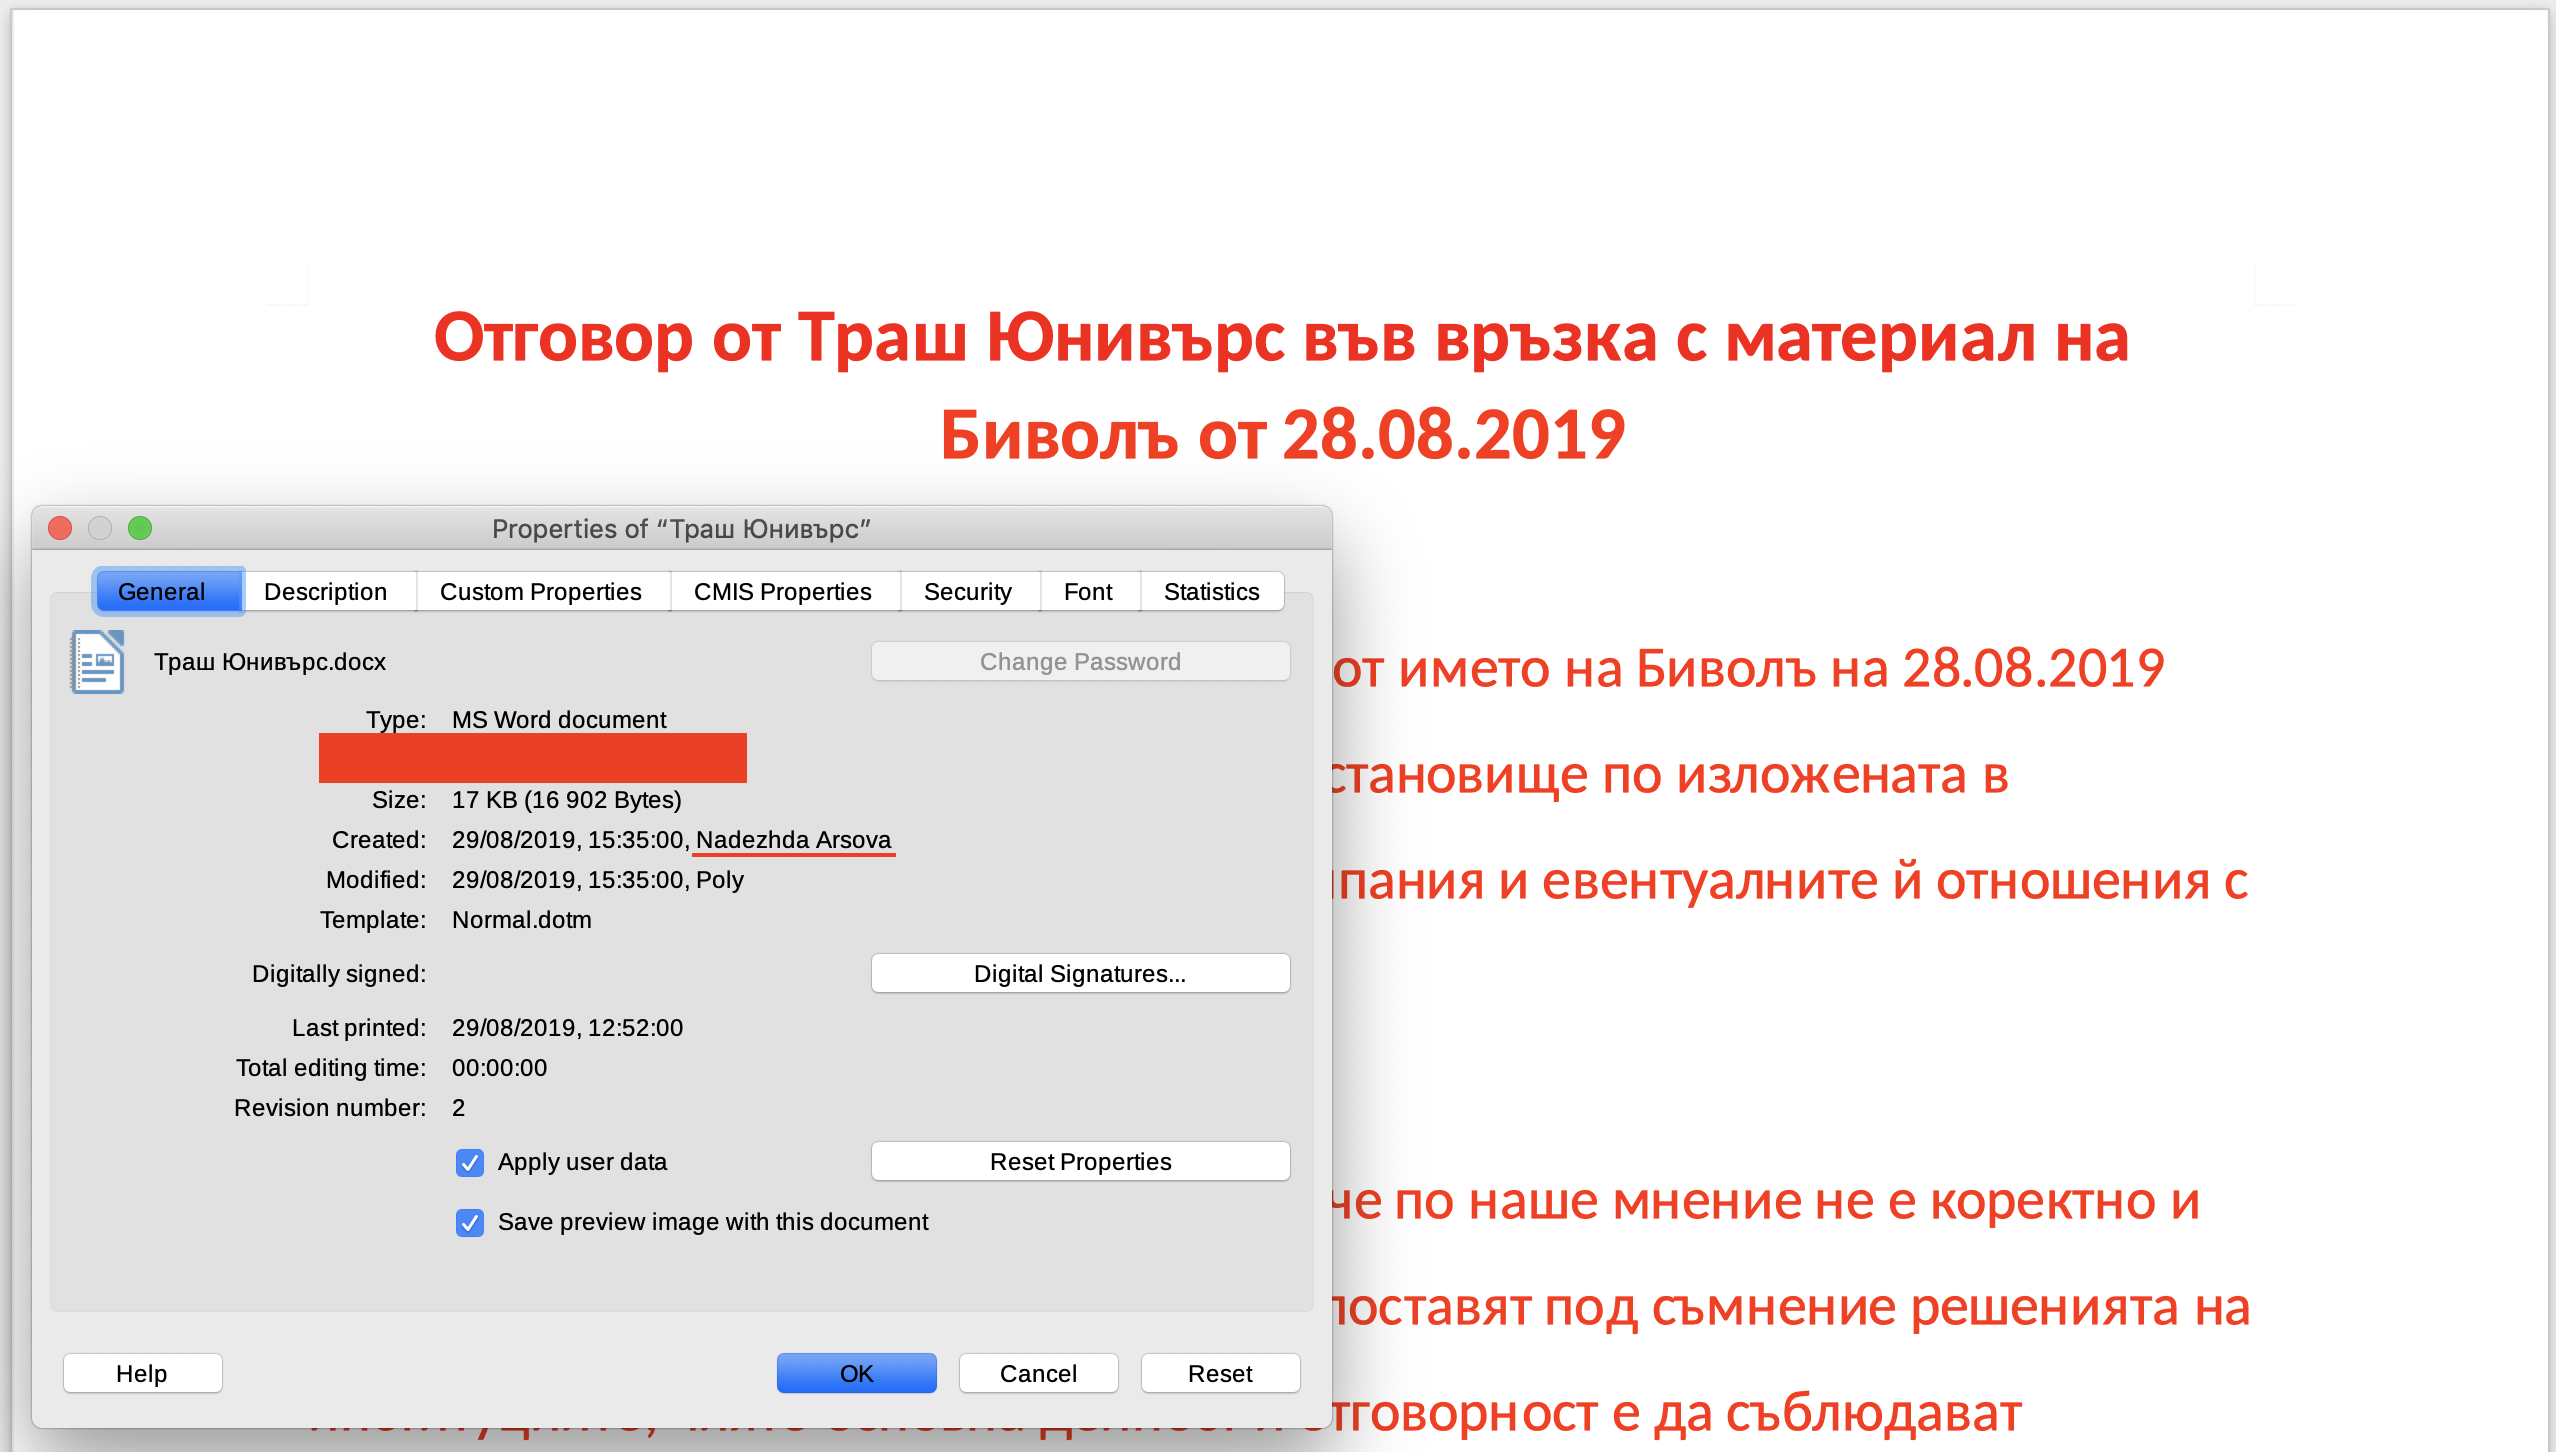 Отговор от Траш Юнивърс във връзка с материал на
Биволъ от 28.08.2019
Properties of “Траш Юнивърс”
General Description Custom Properties CMIS Properties Security Font Statistics
Траш Юнивърс.docx
Change Password
от името на Биволъ на 28.08.2019
Type: MS Word document
становище по изложената в
Size: 17 KB (16 902 Bytes)
Created: 29/08/2019, 15:35:00, Nadezhda Arsova
Modified: 29/08/2019, 15:35:00, Poly
пания и евентуалните й отношения с
Template: Normal.dotm
Digitally signed:
Digital Signatures...
Last printed: 29/08/2019, 12:52:00
Total editing time: 00:00:00
Revision number: 2
Apply user data
Reset Properties
че по наше мнение не е коректно и
Save preview image with this document
поставят под съмнение решенията на
Help OK Cancel Reset
тговорност е да съблюдават